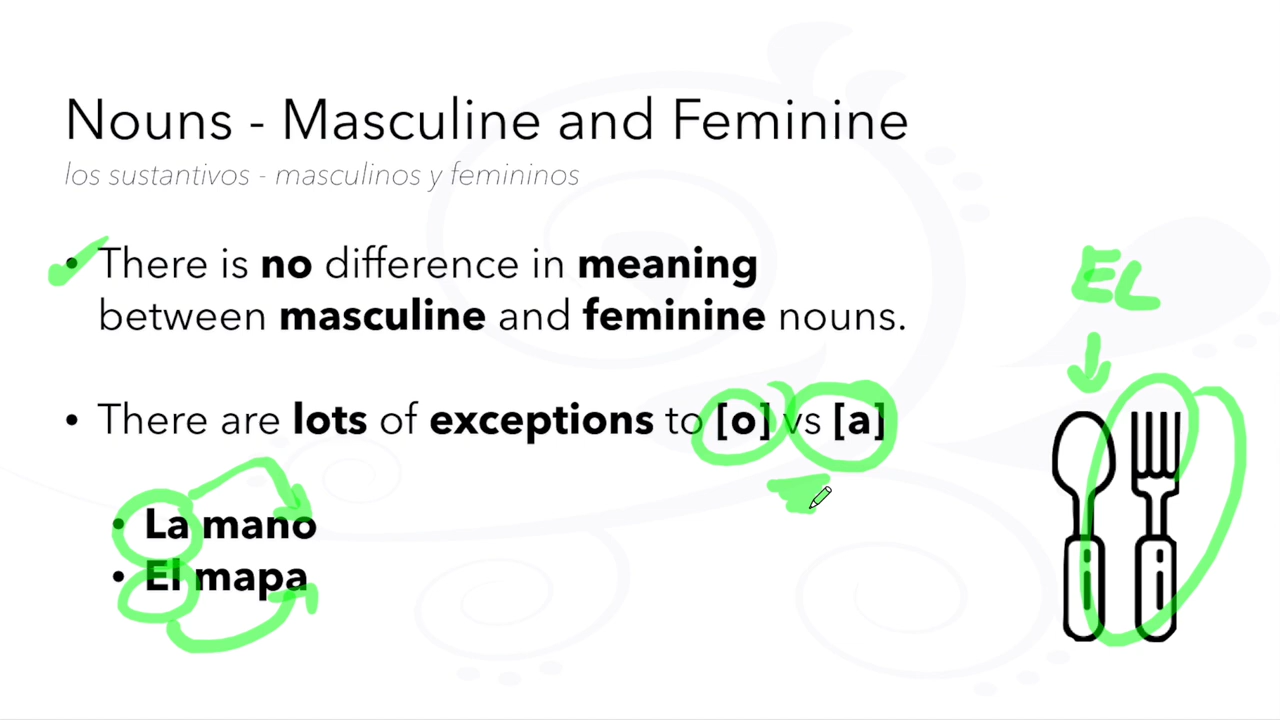 Nouns - Masculine and Feminine
los sustantivos - masculinos y femininos
• There is no difference in meaning
between masculine and feminine nouns.
EL
• There are lots of exceptions to [o] vs [a]
• La mano
• El mapa